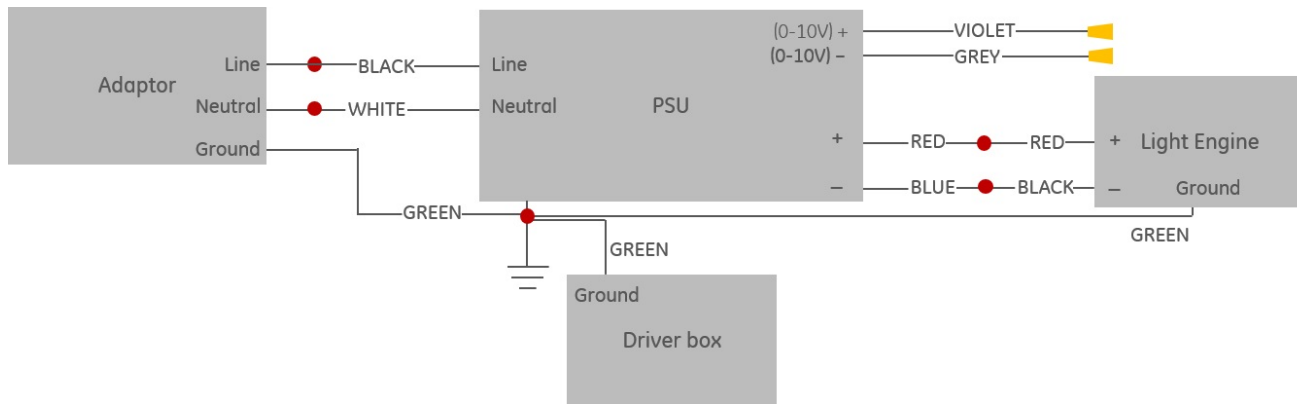 Adaptor
Line
Neutral
Ground
BLACK
WHITE
GREEN
Line
Neutral
PSU
(0-10V) +
(0-10V) –
+
–
VIOLET
GREY
RED
RED
BLUE
BLACK
+
–
Light Engine
Ground
GREEN
GREEN
Ground
Driver box